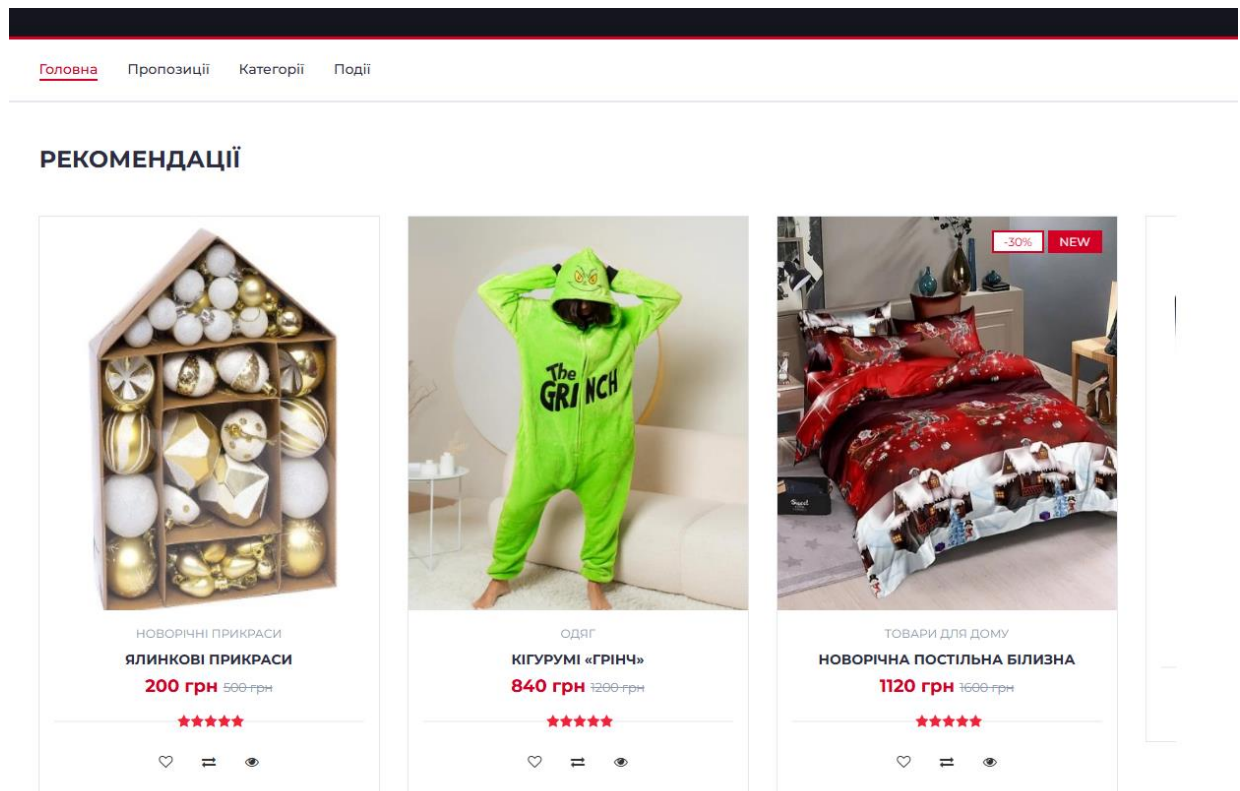 Головна Пропозиції Категорії Події
РЕКОМЕНДАЦІЇ
The
GRINCH
-30% NEW
НОВОРІЧНІ ПРИКРАСИ
ЯЛИНКОВІ ПРИКРАСИ
200 грн 500 грн
ОДЯГ
КІГУРУМІ «ГРІНЧ»
840 грн 1200 грн
ТОВАРИ ДЛЯ ДОМУ
НОВОРІЧНА ПОСТІЛЬНА БІЛИЗНА
1120 грн 1600 грн